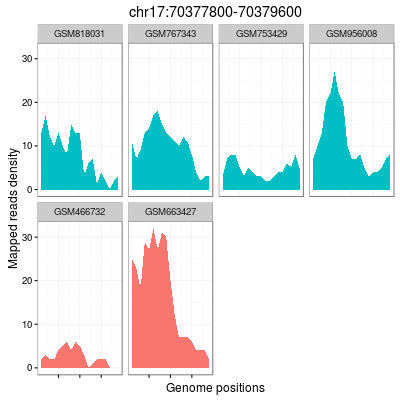 chr17:70377800-70379600
GSM818031 GSM767343 GSM753429 GSM956008
30
20
10
0
GSM466732 GSM663427
30
20
10
0
Mapped reads density
Genome positions